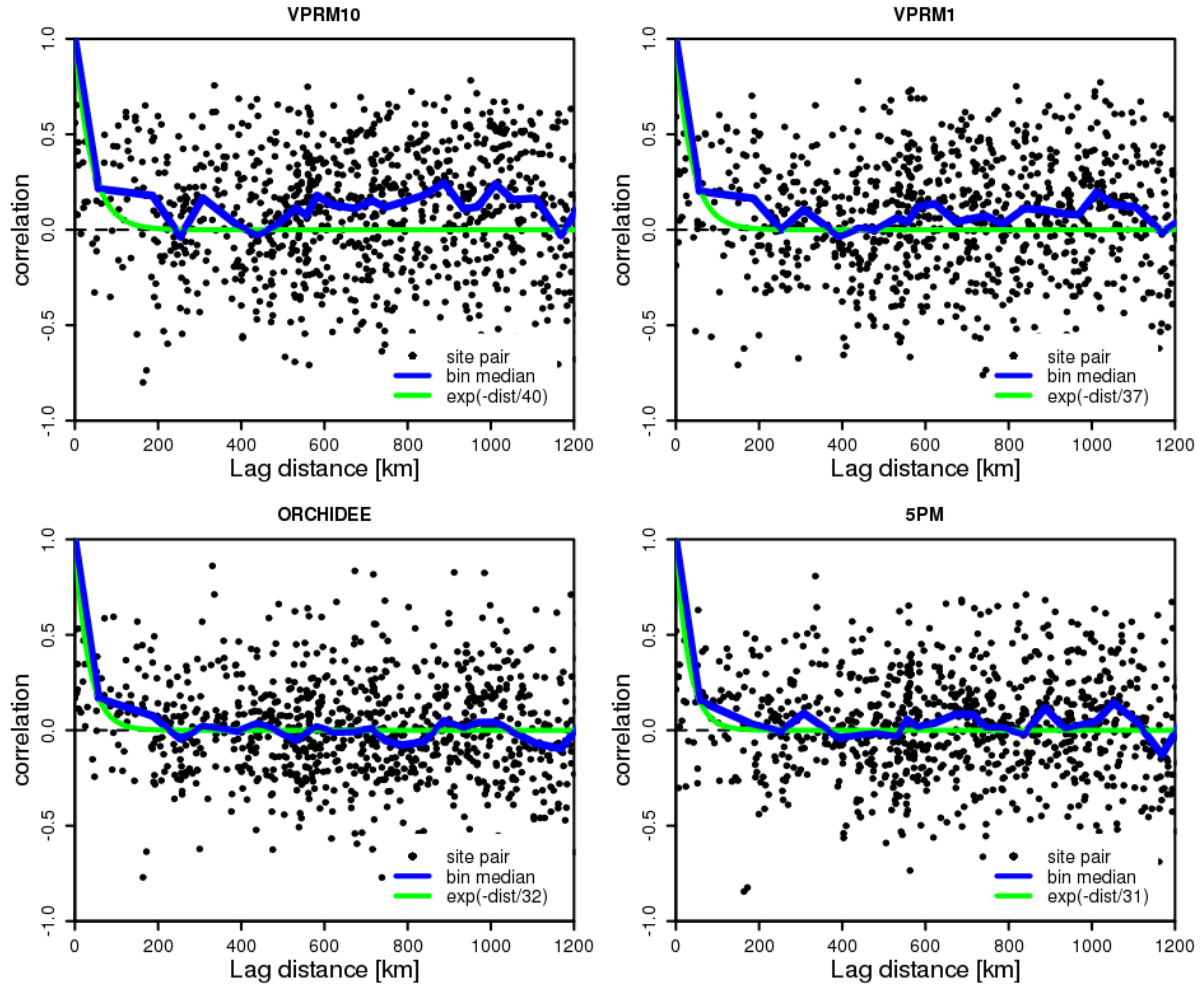 VPRM10
1.0
0.5
0.0
-0.5
-1.0
correlation
site pair
bin median
exp(-dist/40)
0 200 400 600 800 1000 1200
Lag distance [km]
VPRM1
1.0
0.5
0.0
-0.5
-1.0
correlation
site pair
bin median
exp(-dist/37)
0 200 400 600 800 1000 1200
Lag distance [km]
ORCHIDEE
1.0
0.5
0.0
-0.5
-1.0
correlation
site pair
bin median
exp(-dist/32)
0 200 400 600 800 1000 1200
Lag distance [km]
5PM
1.0
0.5
0.0
-0.5
-1.0
correlation
site pair
bin median
exp(-dist/31)
0 200 400 600 800 1000 1200
Lag distance [km]